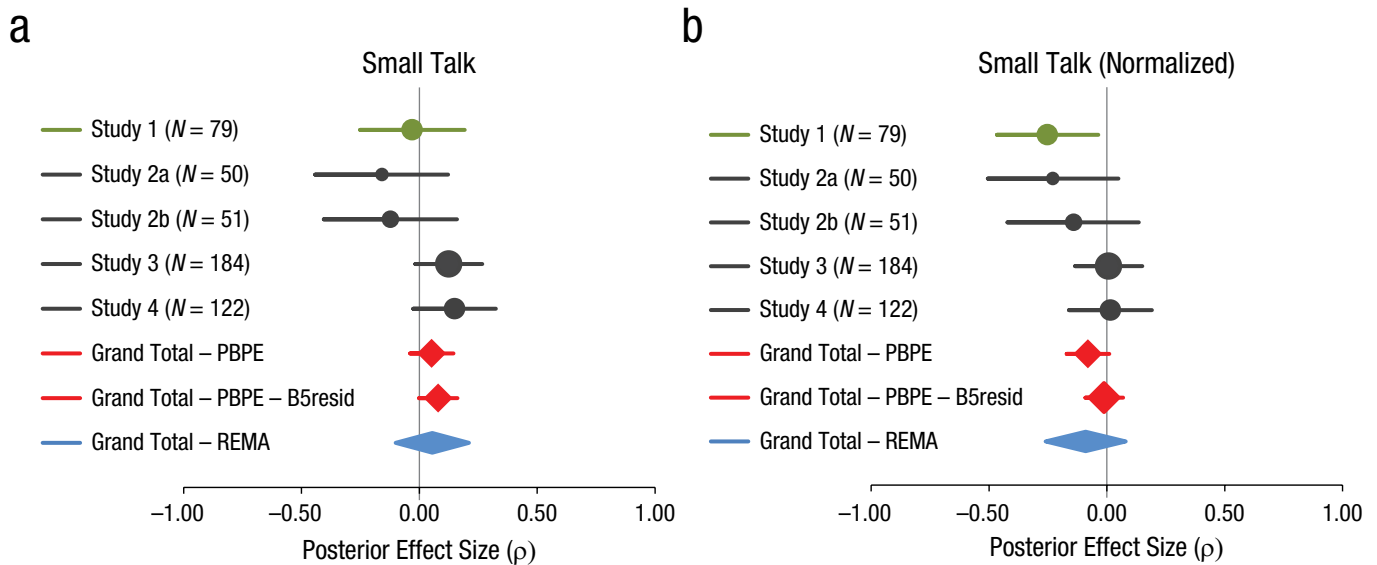 a
Small Talk
Study 1 (N = 79)
Study 2a (N = 50)
Study 2b (N = 51)
Study 3 (N = 184)
Study 4 (N = 122)
Grand Total – PBPE
Grand Total – PBPE – B5resid
Grand Total – REMA
–1.00 –0.50 0.00 0.50 1.00
Posterior Effect Size (ρ)
b
Small Talk (Normalized)
Study 1 (N = 79)
Study 2a (N = 50)
Study 2b (N = 51)
Study 3 (N = 184)
Study 4 (N = 122)
Grand Total – PBPE
Grand Total – PBPE – B5resid
Grand Total – REMA
–1.00 –0.50 0.00 0.50 1.00
Posterior Effect Size (ρ)